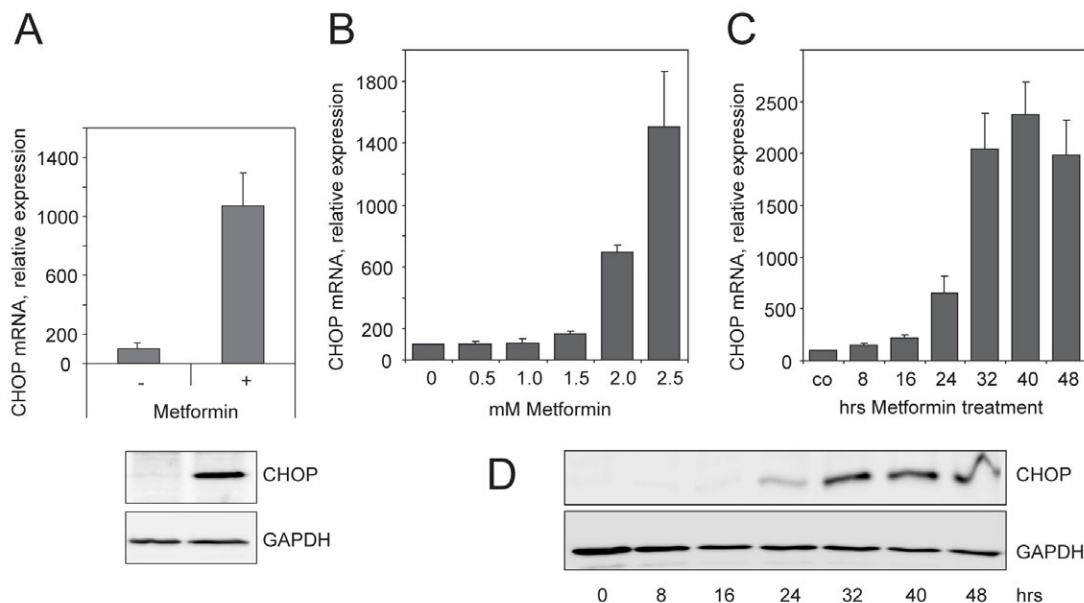 A
CHOP mRNA, relative expression
1400
1000
600
200
0
- +
Metformin
CHOP
GAPDH
B
CHOP mRNA, relative expression
1800
1400
1000
600
200
0
0 0.5 1.0 1.5 2.0 2.5
mM Metformin
C
CHOP mRNA, relative expression
2500
2000
1500
1000
500
0
co 8 16 24 32 40 48
hrs Metformin treatment
D
CHOP
GAPDH
0 8 16 24 32 40 48 hrs